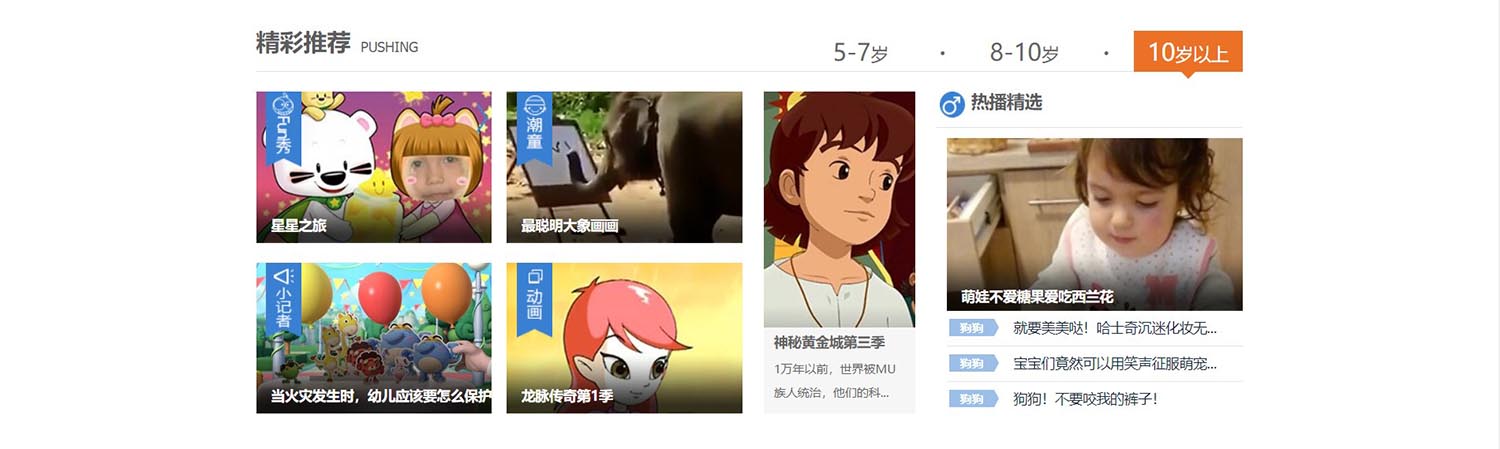 精彩推荐 PUSHING
5-7岁 · 8-10岁 · 10岁以上
Fun秀
星星之旅
潮童
最聪明大象画画
小记者
当火灾发生时，幼儿应该要怎么保护
动画
龙脉传奇第1季
神秘黄金城第三季
1万年以前，世界被MU
族人统治，他们的科...
热播精选
萌娃不爱糖果爱吃西兰花
狗狗 就要美美哒！哈士奇沉迷化妆无...
狗狗 宝宝们竟然可以用笑声征服萌宠...
狗狗 狗狗！不要咬我的裤子！